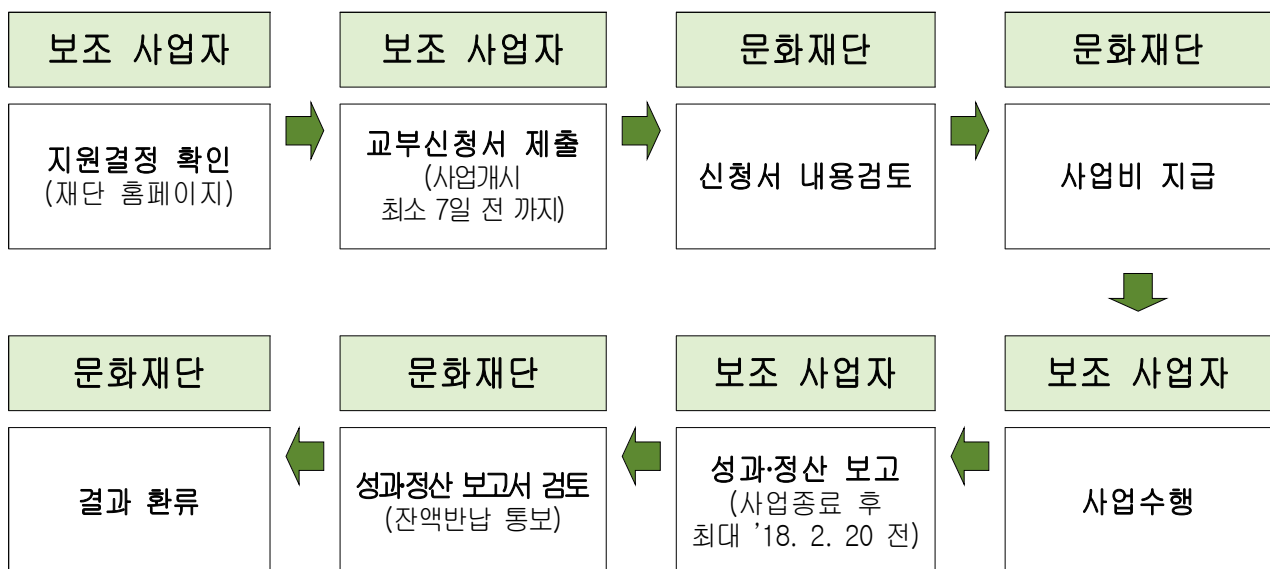 보조 사업자
지원결정 확인
(재단 홈페이지)
보조 사업자
교부신청서 제출
(사업개시
최소 7일 전 까지)
문화재단
신청서 내용검토
문화재단
사업비 지급
보조 사업자
사업수행
보조 사업자
성과·정산 보고
(사업종료 후
최대 ’18. 2. 20 전)
문화재단
성과·정산 보고서 검토
(잔액반납 통보)
문화재단
결과 환류